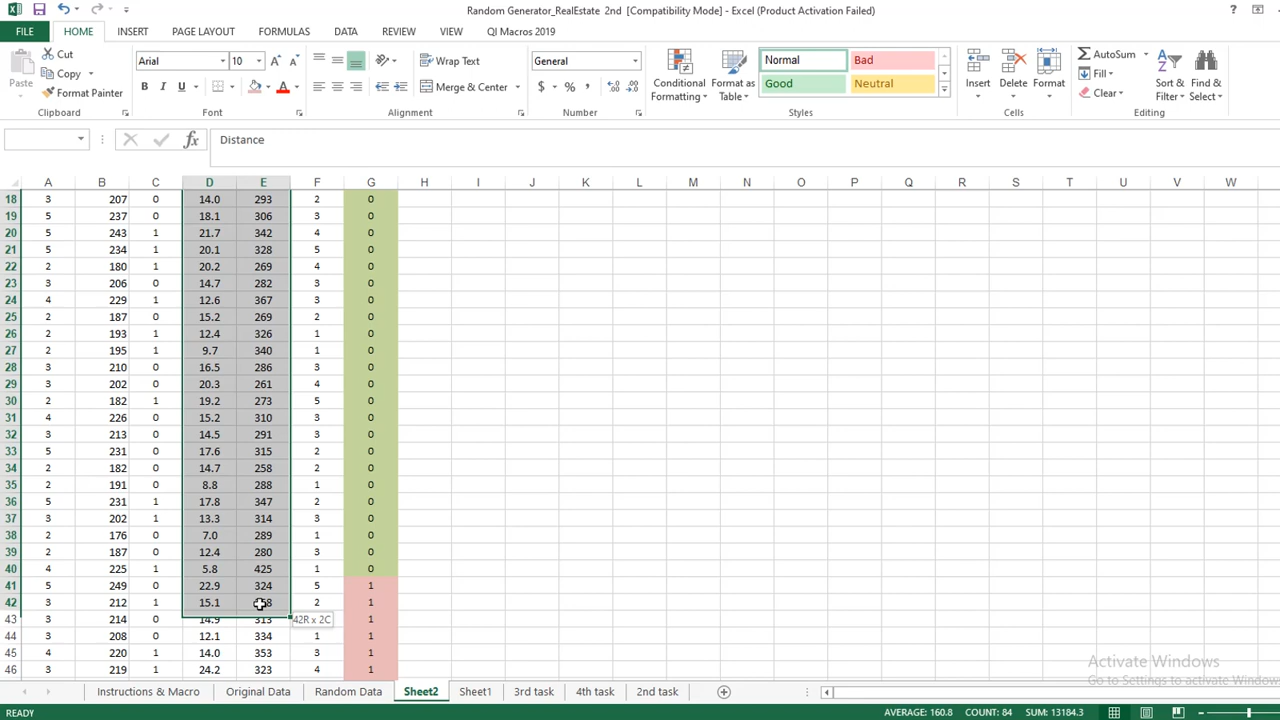 Random Generator_RealEstate 2nd [Compatibility Mode] - Excel (Product Activation Failed)
FILE HOME INSERT PAGE LAYOUT FORMULAS DATA REVIEW VIEW QI Macros 2019
Paste Cut Copy Format Painter Clipboard
Arial 10 B I U Font
Wrap Text Merge & Center Alignment
General $ % , Number
Conditional Formatting Format as Table Normal Bad Good Neutral Styles
Insert Delete Format Cells
AutoSum Fill Clear Sort & Filter Find & Select Editing
fx Distance
A B C D E F G H I J K L M N O P Q R S T U V W
18 3 207 0 14.0 293 2 0
19 5 237 0 18.1 306 3 0
20 5 243 1 21.7 342 4 0
21 5 234 1 20.1 328 5 0
22 2 180 1 20.2 269 4 0
23 3 206 0 14.7 282 3 0
24 4 229 1 12.6 367 3 0
25 2 187 0 15.2 269 2 0
26 2 193 1 12.4 326 1 0
27 2 195 1 9.7 340 1 0
28 3 210 0 16.5 286 3 0
29 3 202 0 20.3 261 4 0
30 2 182 1 19.2 273 5 0
31 4 226 0 15.2 310 3 0
32 3 213 0 14.5 291 3 0
33 5 231 0 17.6 315 2 0
34 2 182 0 14.7 258 2 0
35 2 191 0 8.8 288 1 0
36 5 231 1 17.8 347 2 0
37 3 202 1 13.3 314 3 0
38 2 176 0 7.0 289 1 0
39 2 187 0 12.4 280 3 0
40 4 225 1 5.8 425 1 0
41 5 249 0 22.9 324 5 1
42 3 212 1 15.1 2 1
43 3 214 0 14.9 313 42R x 2C 1
44 3 208 0 12.1 334 1 1
45 4 220 1 14.0 353 3 1
46 3 219 1 24.2 323 4 1
Activate Windows
Go to Settings to activate Windows
Instructions & Macro Original Data Random Data Sheet2 Sheet1 3rd task 4th task 2nd task
READY AVERAGE: 160.8 COUNT: 84 SUM: 13184.3